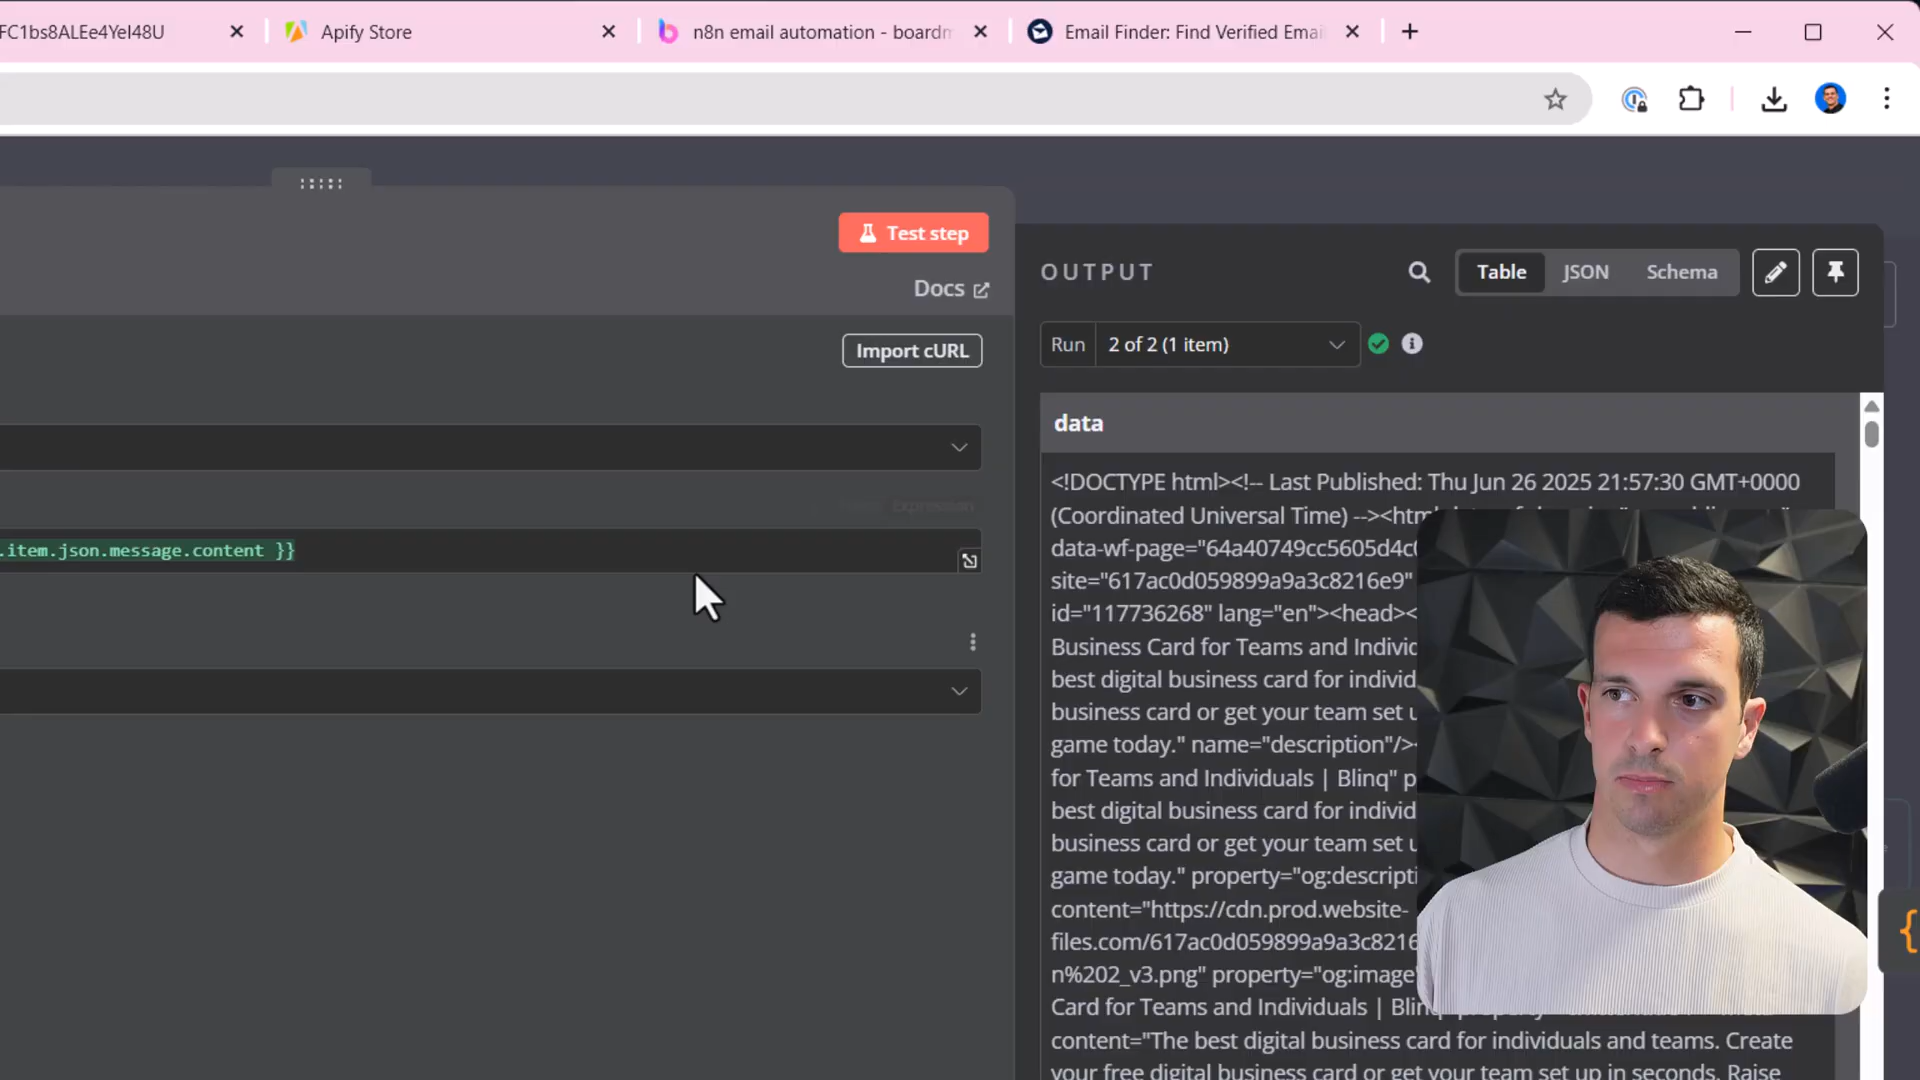 FC1bs8ALEe4YeI48U
Apify Store
n8n email automation - boardm
Email Finder: Find Verified Emai
Test step
Docs
Import cURL
Expression
.item.json.message.content }}
OUTPUT
Table
JSON
Schema
Run
2 of 2 (1 item)
data
<!DOCTYPE html><!-- Last Published: Thu Jun 26 2025 21:57:30 GMT+0000
(Coordinated Universal Time) --><html
data-wf-page="64a40749cc5605d4c
site="617ac0d059899a9a3c8216e9"
id="117736268" lang="en"><head><
Business Card for Teams and Individ
best digital business card for individ
business card or get your team set u
game today." name="description"/><
for Teams and Individuals | Blinq" p
best digital business card for individ
business card or get your team set u
game today." property="og:descripti
content="https://cdn.prod.website-
files.com/617ac0d059899a9a3c8216
n%202_v3.png" property="og:image"
Card for Teams and Individuals | Blinq
content="The best digital business card for individuals and teams. Create
your free digital business card or get your team set up in seconds. Raise
{